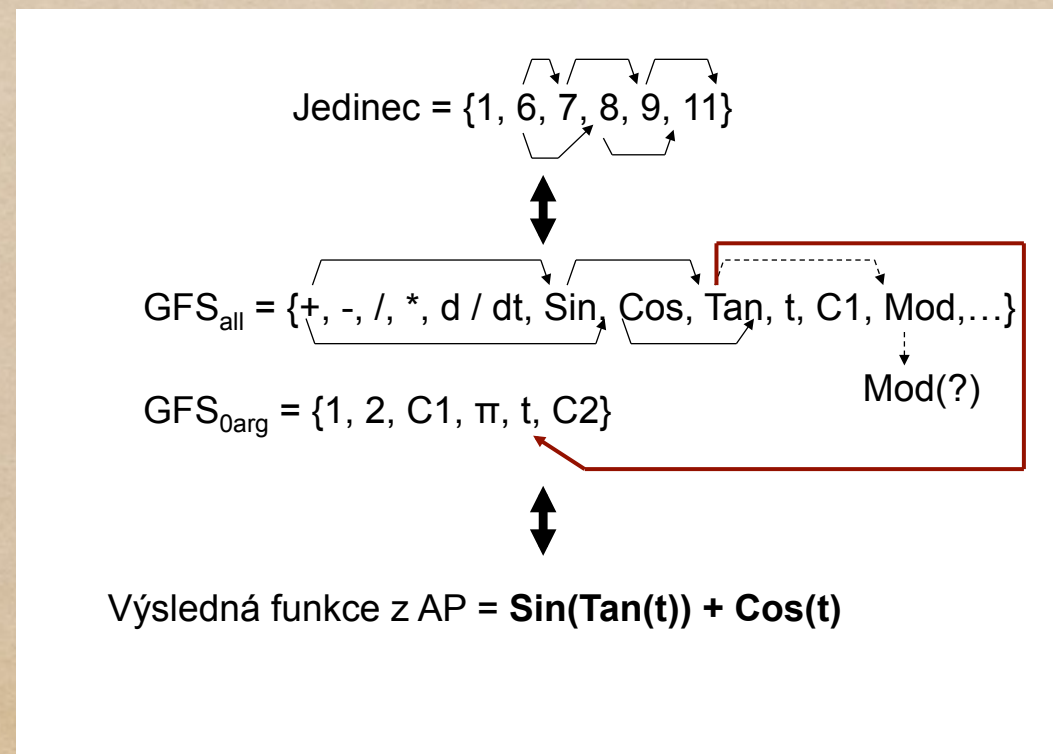 Jedinec = {1, 6, 7, 8, 9, 11}
GFSall = {+, -, /, *, d / dt, Sin, Cos, Tan, t, C1, Mod,…}
Mod(?)
GFS0arg = {1, 2, C1, π, t, C2}
Výsledná funkce z AP = Sin(Tan(t)) + Cos(t)